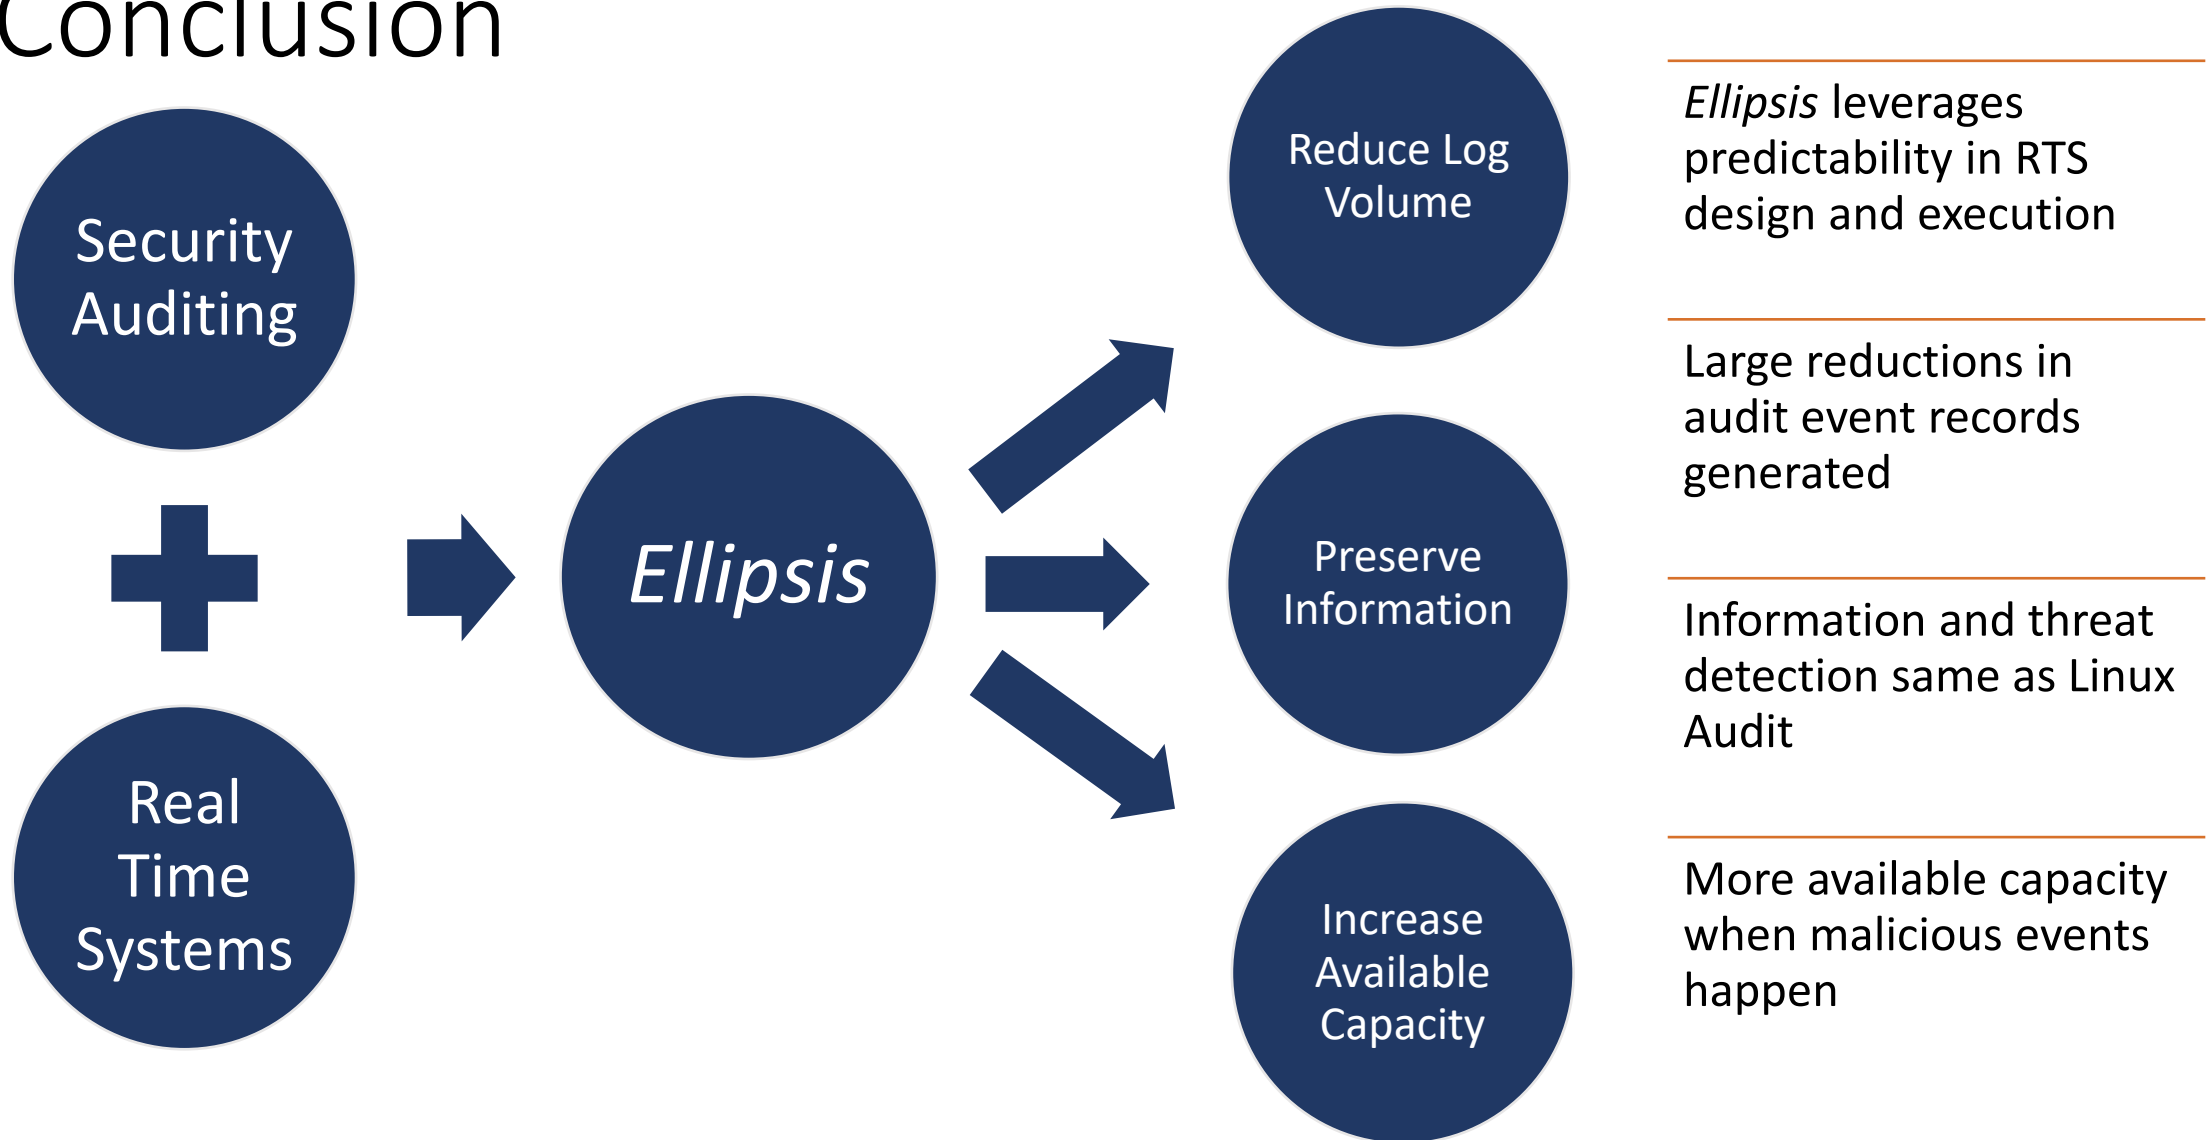 Conclusion
Security
Auditing
Real
Time
Systems
Ellipsis
Reduce Log
Volume
Preserve
Information
Increase
Available
Capacity
Ellipsis leverages
predictability in RTS
design and execution
Large reductions in
audit event records
generated
Information and threat
detection same as Linux
Audit
More available capacity
when malicious events
happen